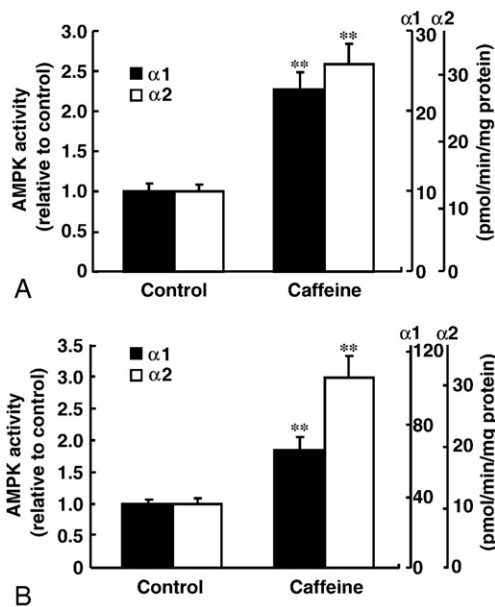 α1 α2
3.0
2.5
2.0
1.5
1.0
0.5
0
AMPK activity
(relative to control)
α1
α2
**
**
30
20
10
0
30
20
10
0
(pmol/min/mg protein)
Control
Caffeine
A
α1 α2
3.5
3.0
2.5
2.0
1.5
1.0
0.5
0
AMPK activity
(relative to control)
α1
α2
**
**
120
80
40
0
30
20
10
0
(pmol/min/mg protein)
Control
Caffeine
B